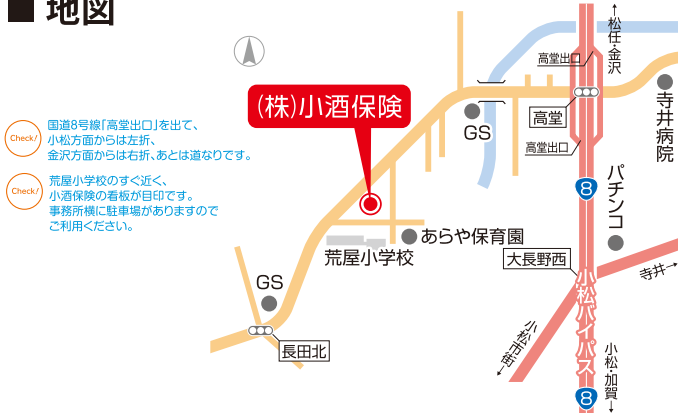 ■ 地図
↑松任・金沢
高堂出口
寺井病院
(株)小酒保険
GS
高堂
高堂出口
Check!
国道8号線「高堂出口」を出て、
小松方面からは左折、
金沢方面からは右折、あとは道なりです。
Check!
荒屋小学校のすぐ近く、
小酒保険の看板が目印です。
事務所横に駐車場がありますので
ご利用ください。
8
パチンコ
あらや保育園
荒屋小学校
大長野西
寺井→
GS
小松バイパス
長田北
小松市街→
小松・加賀→
8